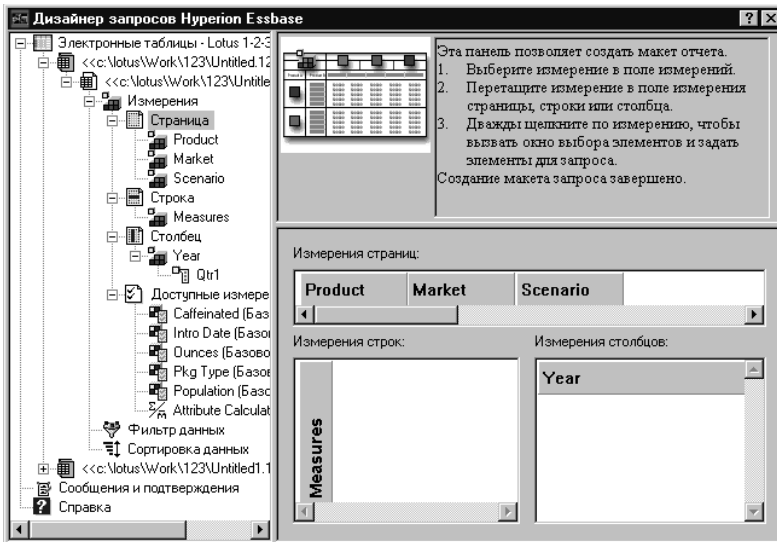 Дизайнер запросов Hyperion Essbase
Электронные таблицы - Lotus 1-2-3
<<c:\lotus\Work\123\Untitled.12
<<c:\lotus\Work\123\Untitle
Измерения
Страница
Product
Market
Scenario
Строка
Measures
Столбец
Year
Qtr1
Доступные измере
Caffeinated (Баз
Intro Date (Базо
Ounces (Базово
Pkg Type (Базов
Population (Базо
Attribute Calculat
Фильтр данных
Сортировка данных
<<c:\lotus\Work\123\Untitled1.1
Сообщения и подтверждения
Справка
Эта панель позволяет создать макет отчета.
1. Выберите измерение в поле измерений.
2. Перетащите измерение в поле измерения
страницы, строки или столбца.
3. Дважды щелкните по измерению, чтобы
вызвать окно выбора элементов и задать
элементы для запроса.
Создание макета запроса завершено.
Измерения страниц:
Product Market Scenario
Измерения строк:
Measures
Измерения столбцов:
Year